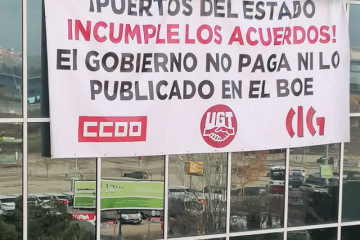 ¡PUERTOS DEL ESTADO
INCUMPLE LOS ACUERDOS!
El GOBIERNO NO PAGA NI LO
PUBLICADO EN EL BOE
CCOO
UGT
CIG